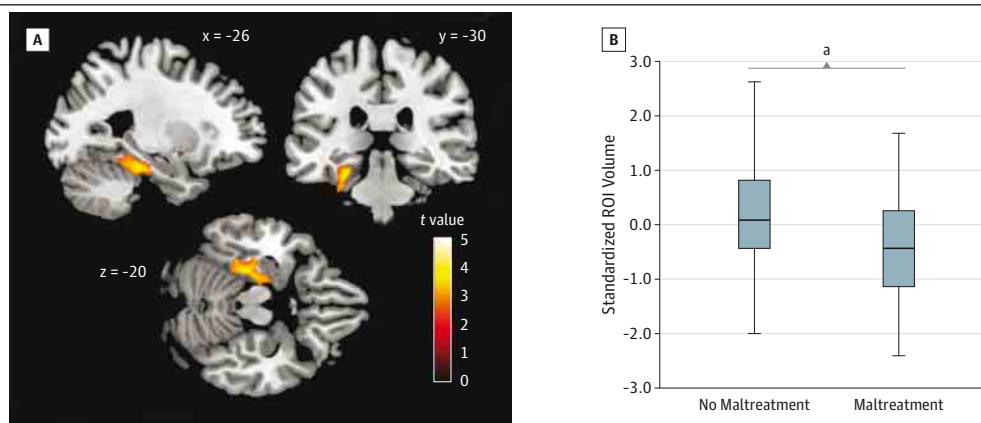 A
x = -26
y = -30
z = -20
t value
5
4
3
2
1
0
B
a
3.0
2.0
1.0
0.0
-1.0
-2.0
-3.0
Standardized ROI Volume
No Maltreatment
Maltreatment